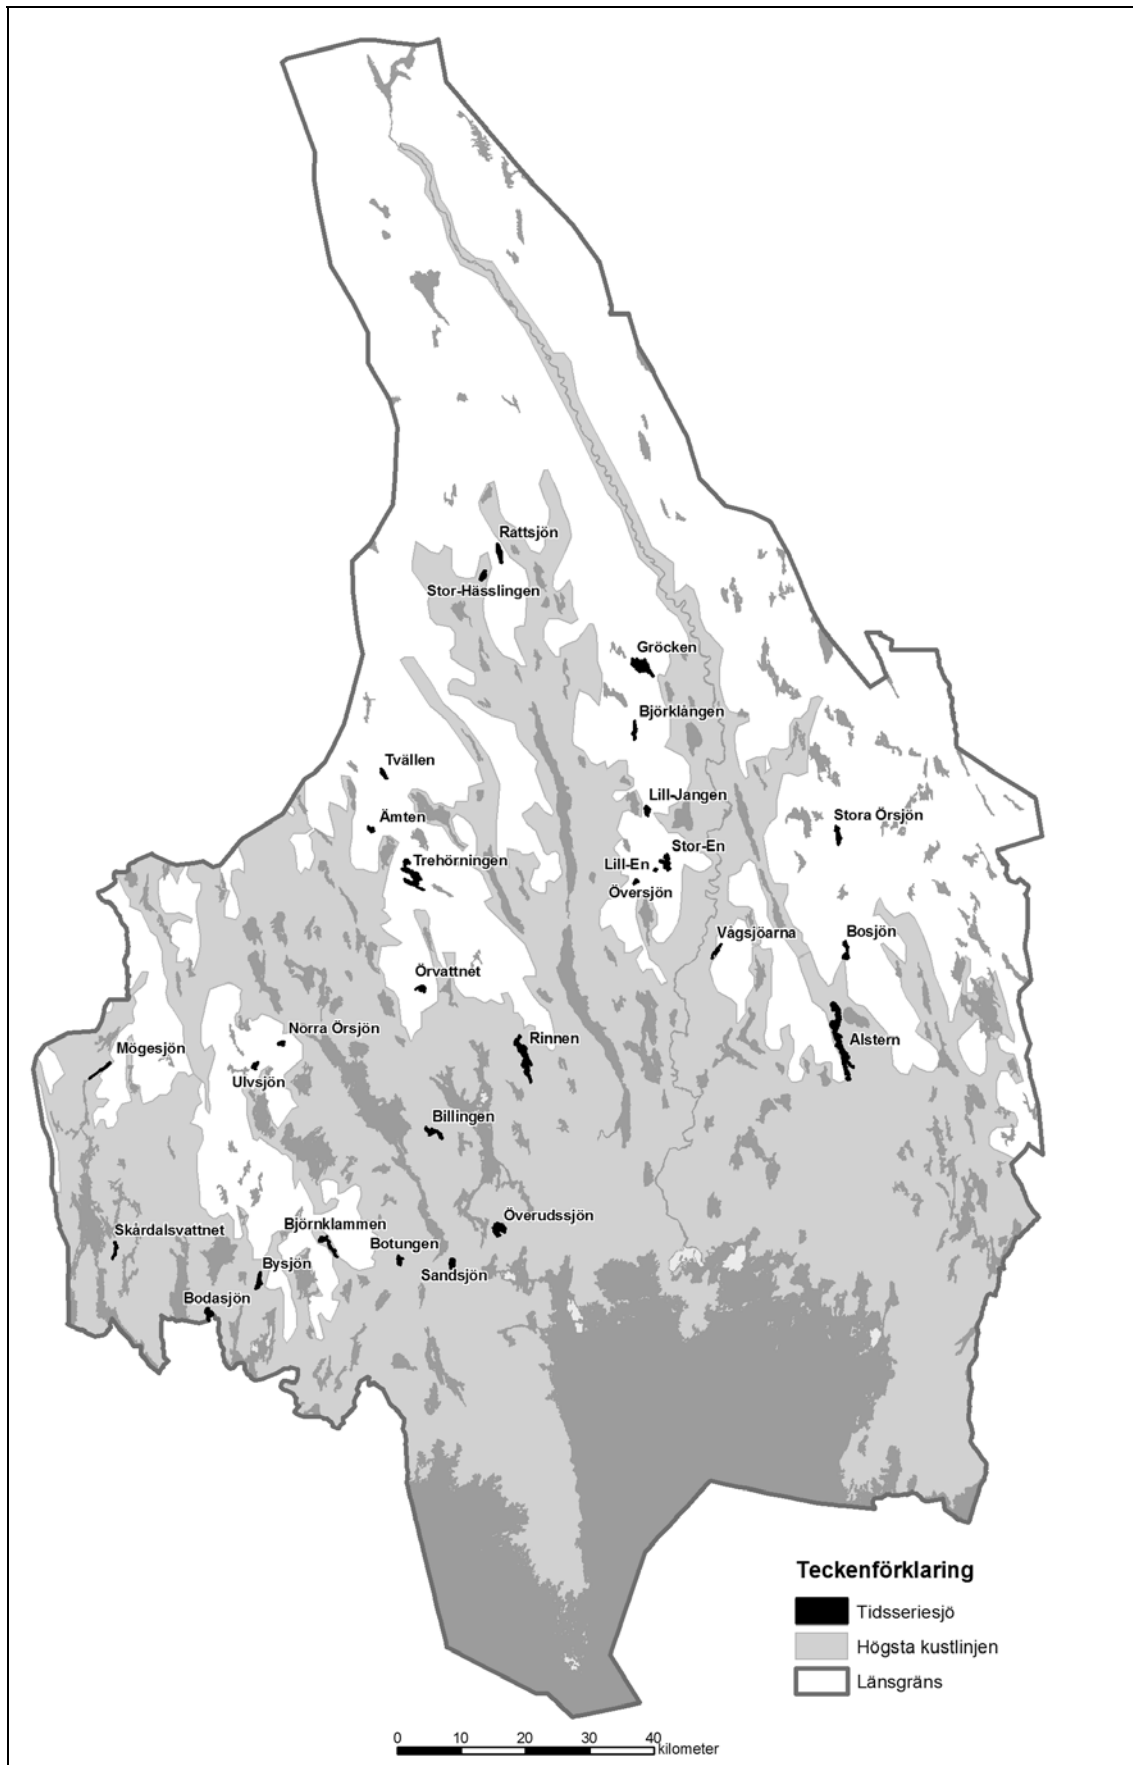 Rattsjön
Stor-Hässlingen
Gröcken
Björklången
Tvällen
Lill-Jangen
Ämten
Stora Örsjön
Stor-En
Trehörningen
Lill-En
Översjön
Vågsjöarna
Bosjön
Örvattnet
Norra Örsjön
Rinnen
Alstern
Mögesjön
Ulvsjön
Billingen
Överudssjön
Björnklammen
Skårdalsvattnet
Botungen
Bysjön
Sandsjön
Bodasjön
Teckenförklaring
Tidsseriesjö
Högsta kustlinjen
Länsgräns
0 10 20 30 40
kilometer